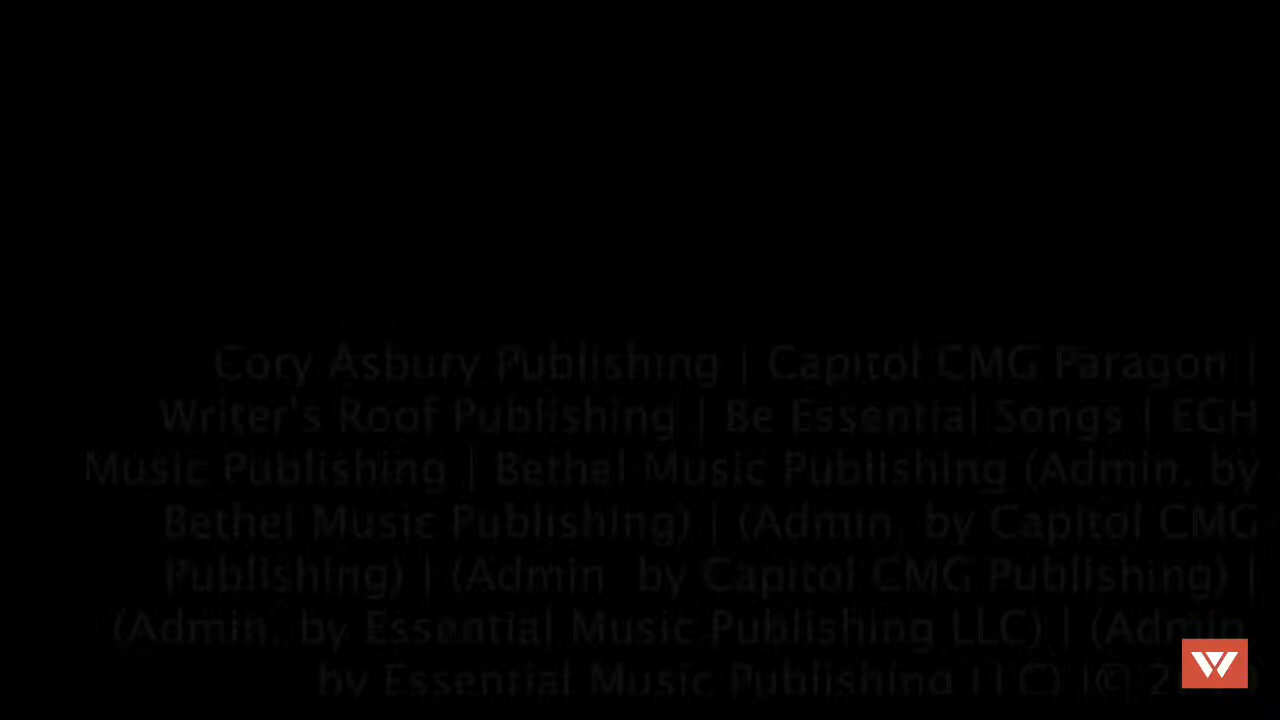 Cory Asbury Publishing | Capitol CMG Paragon |
Writer's Roof Publishing | Be Essential Songs | EGH
Music Publishing | Bethel Music Publishing (Admin. by
Bethel Music Publishing) | (Admin. by Capitol CMG
Publishing) | (Admin. by Capitol CMG Publishing) |
(Admin. by Essential Music Publishing LLC) | (Admin.
by Essential Music Publishing LLC) |©
W